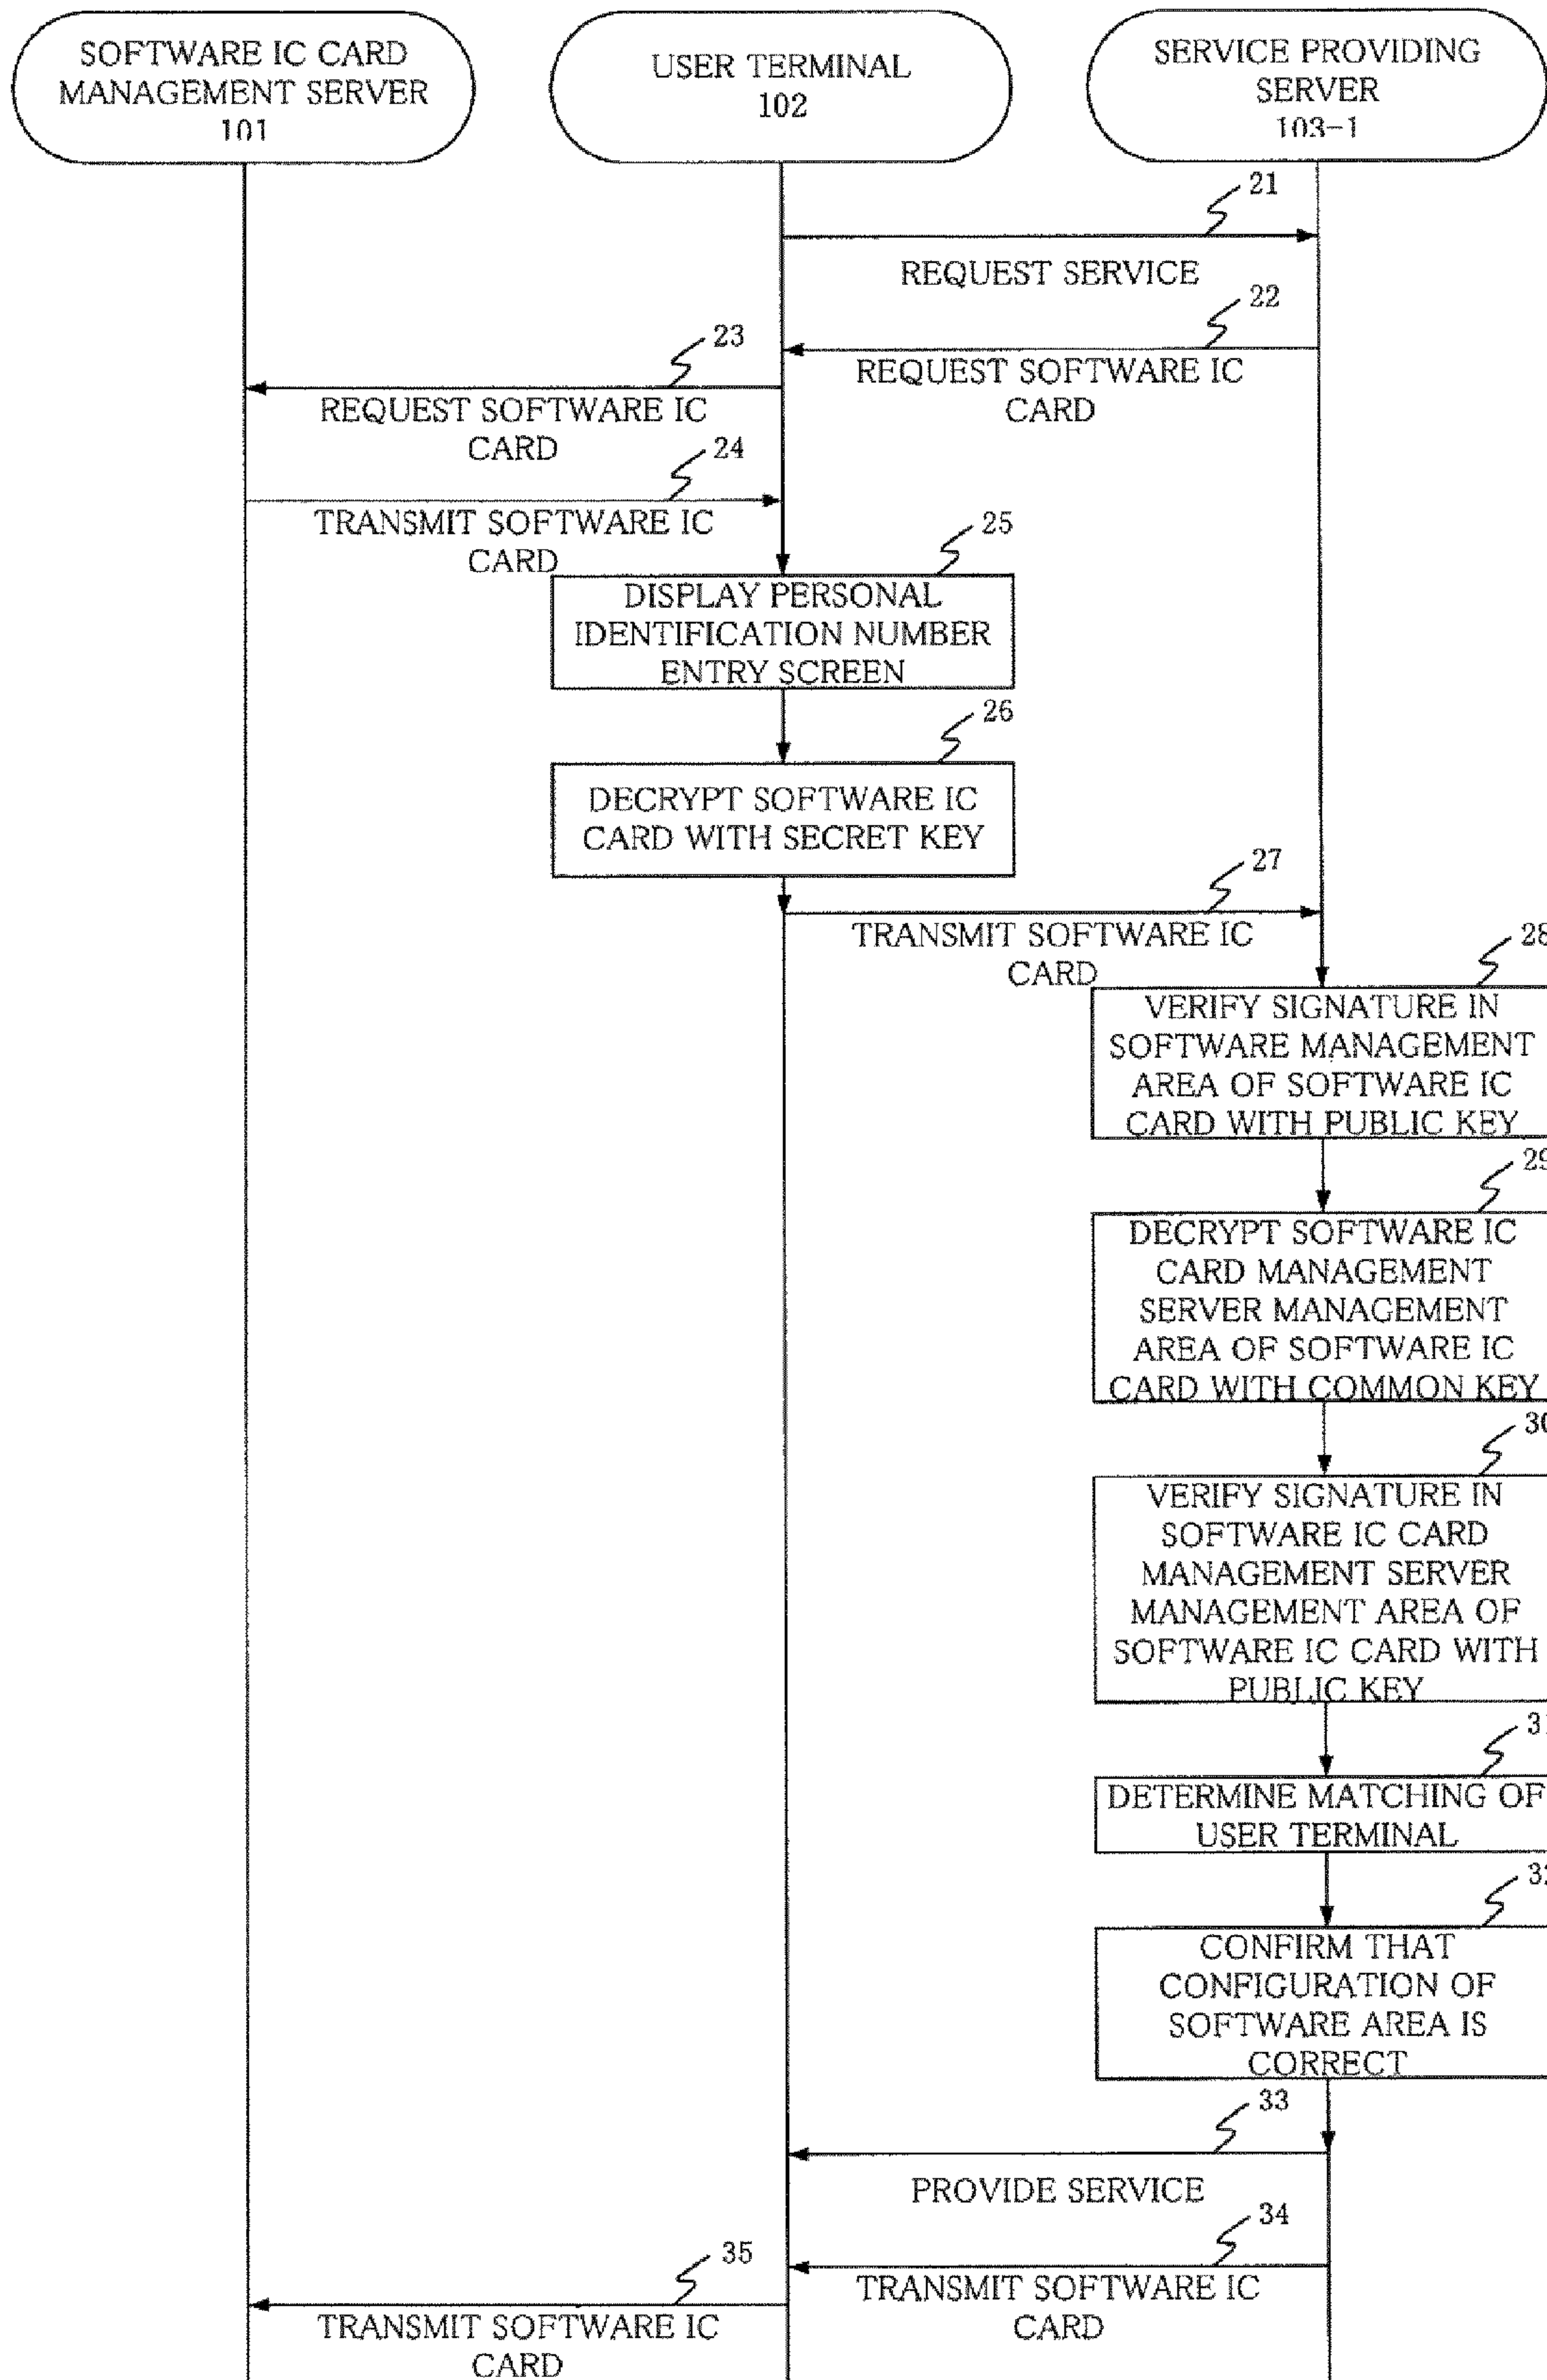 SOFTWARE IC CARD
MANAGEMENT SERVER
101
USER TERMINAL
102
SERVICE PROVIDING
SERVER
103-1
21
REQUEST SERVICE
22
REQUEST SOFTWARE IC
CARD
23
REQUEST SOFTWARE IC
CARD
24
TRANSMIT SOFTWARE IC
CARD
25
DISPLAY PERSONAL
IDENTIFICATION NUMBER
ENTRY SCREEN
26
DECRYPT SOFTWARE IC
CARD WITH SECRET KEY
27
TRANSMIT SOFTWARE IC
CARD
28
VERIFY SIGNATURE IN
SOFTWARE MANAGEMENT
AREA OF SOFTWARE IC
CARD WITH PUBLIC KEY
29
DECRYPT SOFTWARE IC
CARD MANAGEMENT
SERVER MANAGEMENT
AREA OF SOFTWARE IC
CARD WITH COMMON KEY
30
VERIFY SIGNATURE IN
SOFTWARE IC CARD
MANAGEMENT SERVER
MANAGEMENT AREA OF
SOFTWARE IC CARD WITH
PUBLIC KEY
31
DETERMINE MATCHING OF
USER TERMINAL
32
CONFIRM THAT
CONFIGURATION OF
SOFTWARE AREA IS
CORRECT
33
PROVIDE SERVICE
34
TRANSMIT SOFTWARE IC
CARD
35
TRANSMIT SOFTWARE IC
CARD